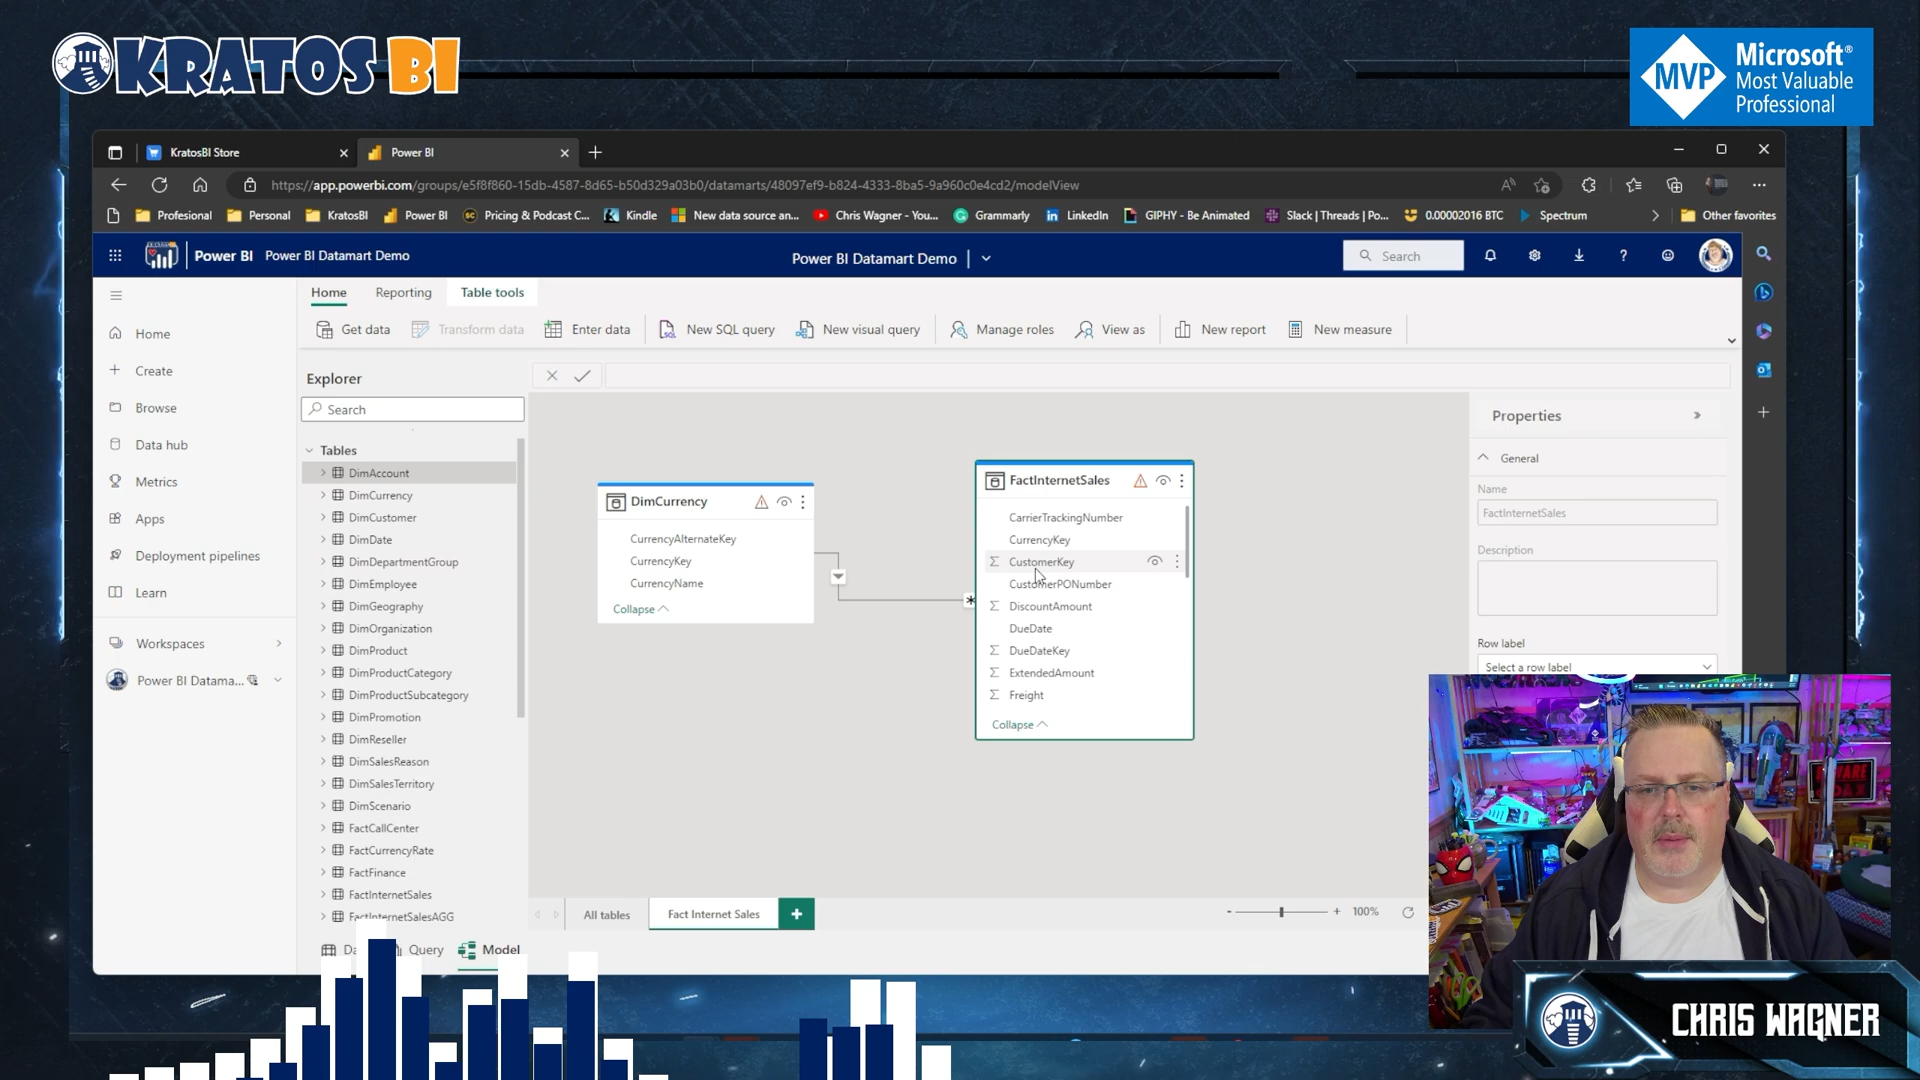 KRATOS BI
MVP
Microsoft®
Most Valuable
Professional
KratosBI Store
Power BI
https://app.powerbi.com/groups/e5f8f860-15db-4587-8d65-b50d329a03b0/datamarts/48097ef9-b824-4333-8ba5-9a960c0e4cd2/modelView
Profesional
Personal
KratosBI
Power BI
Pricing & Podcast C...
Kindle
New data source an...
Chris Wagner - You...
Grammarly
LinkedIn
GIPHY - Be Animated
Slack | Threads | Po...
0.00002016 BTC
Spectrum
Other favorites
Power BI
Power BI Datamart Demo
Power BI Datamart Demo
Search
Home
Reporting
Table tools
Get data
Transform data
Enter data
New SQL query
New visual query
Manage roles
View as
New report
New measure
Home
Create
Browse
Data hub
Metrics
Apps
Deployment pipelines
Learn
Workspaces
Power BI Datama...
Explorer
Search
Tables
DimAccount
DimCurrency
DimCustomer
DimDate
DimDepartmentGroup
DimEmployee
DimGeography
DimOrganization
DimProduct
DimProductCategory
DimProductSubcategory
DimPromotion
DimReseller
DimSalesReason
DimSalesTerritory
DimScenario
FactCallCenter
FactCurrencyRate
FactFinance
FactInternetSales
FactInternetSalesAGG
Query
Model
DimCurrency
CurrencyAlternateKey
CurrencyKey
CurrencyName
Collapse
FactInternetSales
CarrierTrackingNumber
CurrencyKey
CustomerKey
CustomerPONumber
DiscountAmount
DueDate
DueDateKey
ExtendedAmount
Freight
Collapse
All tables
Fact Internet Sales
100%
Properties
General
Name
FactInternetSales
Description
Row label
Select a row label
CHRIS WAGNER